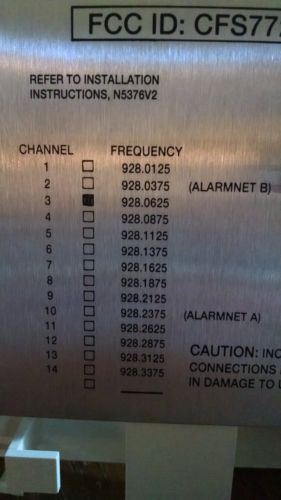 FCC ID: CFS77
REFER TO INSTALLATION
INSTRUCTIONS, N5376V2
CHANNEL FREQUENCY
1 928.0125
2 928.0375 (ALARMNET B)
3 928.0625
4 928.0875
5 928.1125
6 928.1375
7 928.1625
8 928.1875
9 928.2125
10 928.2375 (ALARMNET A)
11 928.2625
12 928.2875
13 928.3125
14 928.3375
CAUTION: INC
CONNECTIONS
IN DAMAGE TO